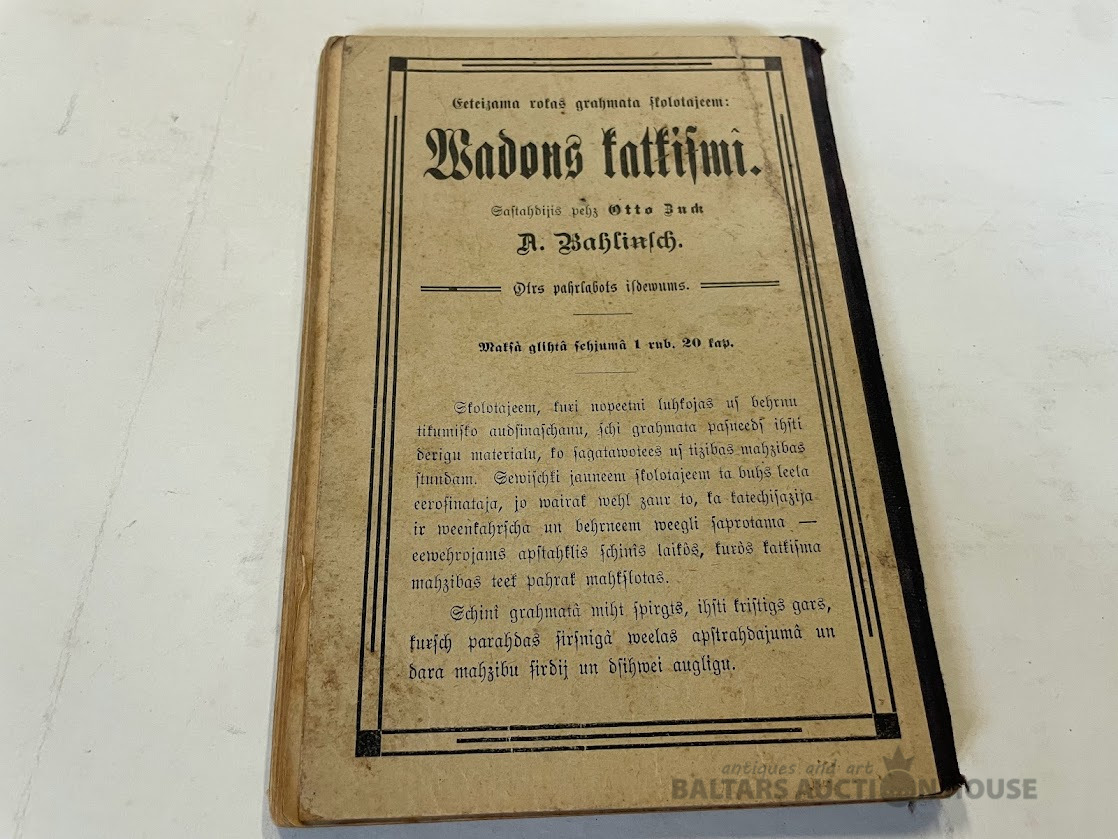 Eeteizama rokas grahmata ſkolotajeem:
Wadons katkiſmî.
Saſtahdijis pehz Otto Zuck
A. Bahlinſch.
Otrs pahrlabots iſdewums.
Makſà glihtâ ſehjumâ 1 rub. 20 kap.
Skolotajeem, kuri nopeetni luhkojas uſ behrnu
tikumiſko audſinaſchanu, ſchi grahmata paſneedſ ihſti
derigu materialu, ko ſagatawotees uſ tizibas mahzibas
ſtundam. Sewiſchki jauneem ſkolotajeem ta buhs leela
eeroſinataja, jo wairak wehl zaur to, ka katechiſazija
ir weenkahrſcha un behrneem weegli ſaprotama —
eewehrojams apſtahklis ſchinîs laikôs, kurôs katkiſma
mahzibas teek pahrak mahkſlotas.
Schinî grahmatâ miht ſpirgts, ihſti kriſtigs gars,
kurſch parahdas ſirſnigâ weelas apſtrahdajumâ un
dara mahzibu ſirdij un dſihwei augligu.
antiques and art
BALTARS AUCTION HOUSE